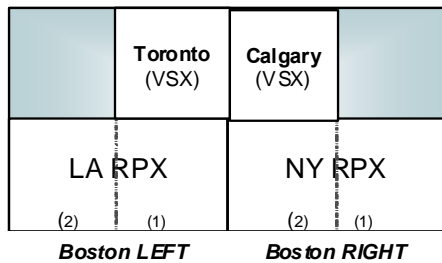 Toronto Calgary
(VSX) (VSX)
LA RPX NY RPX
(2) (1) (2) (1)
Boston LEFT Boston RIGHT